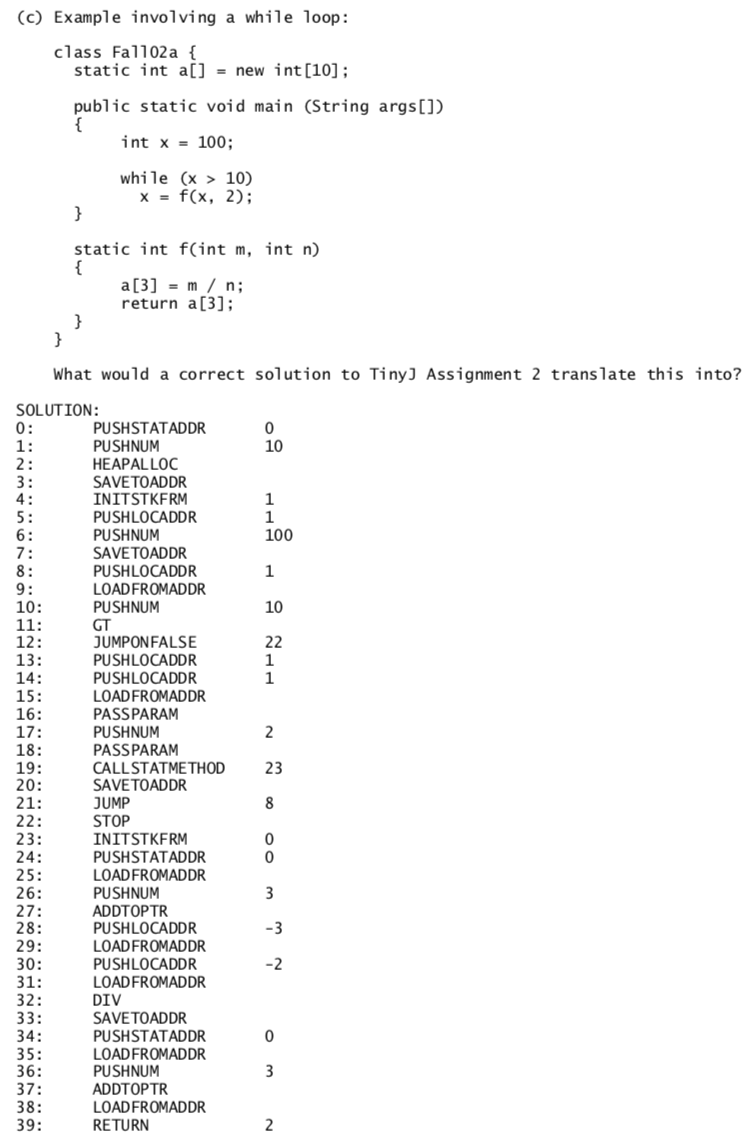 (c) Example involving a while loop:
class Fall02a {
static int a[] = new int[10];
public static void main (String args[])
{
int x = 100;
while (x > 10)
x = f(x, 2);
}
static int f(int m, int n)
{
a[3] = m / n;
return a[3];
}
}
What would a correct solution to TinyJ Assignment 2 translate this into?
SOLUTION:
0: PUSHSTATADDR 0
1: PUSHNUM 10
2: HEAPALLOC
3: SAVETOADDR
4: INITSTKFRM 1
5: PUSHLOCADDR 1
6: PUSHNUM 100
7: SAVETOADDR
8: PUSHLOCADDR 1
9: LOADFROMADDR
10: PUSHNUM 10
11: GT
12: JUMPONFALSE 22
13: PUSHLOCADDR 1
14: PUSHLOCADDR 1
15: LOADFROMADDR
16: PASSPARAM
17: PUSHNUM 2
18: PASSPARAM
19: CALLSTATMETHOD 23
20: SAVETOADDR
21: JUMP 8
22: STOP
23: INITSTKFRM 0
24: PUSHSTATADDR 0
25: LOADFROMADDR
26: PUSHNUM 3
27: ADDTOPTR
28: PUSHLOCADDR -3
29: LOADFROMADDR
30: PUSHLOCADDR -2
31: LOADFROMADDR
32: DIV
33: SAVETOADDR
34: PUSHSTATADDR 0
35: LOADFROMADDR
36: PUSHNUM 3
37: ADDTOPTR
38: LOADFROMADDR
39: RETURN 2